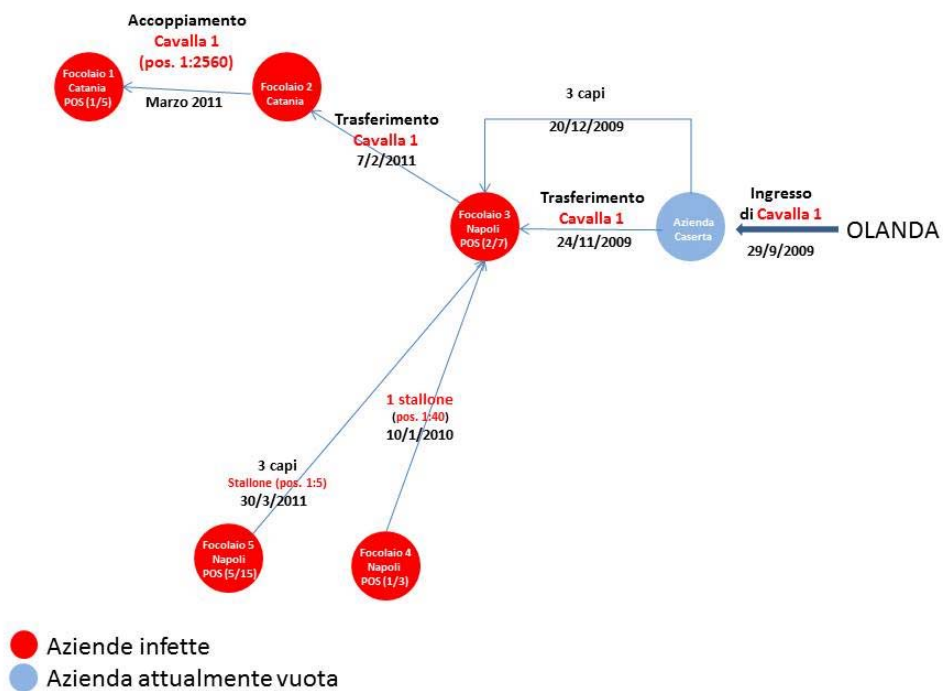 Accoppiamento
Cavalla 1
(pos. 1:2560)
Focolaio 1
Catania
POS (1/5)
Marzo 2011
Focolaio 2
Catania
Trasferimento
Cavalla 1
7/2/2011
3 capi
20/12/2009
Focolaio 3
Napoli
POS (2/7)
Trasferimento
Cavalla 1
24/11/2009
Azienda
Caserta
Ingresso
di Cavalla 1
29/9/2009
OLANDA
1 stallone
(pos. 1:40)
10/1/2010
3 capi
Stallone (pos. 1:5)
30/3/2011
Focolaio 5
Napoli
POS (5/15)
Focolaio 4
Napoli
POS (1/3)
Aziende infette
Azienda attualmente vuota